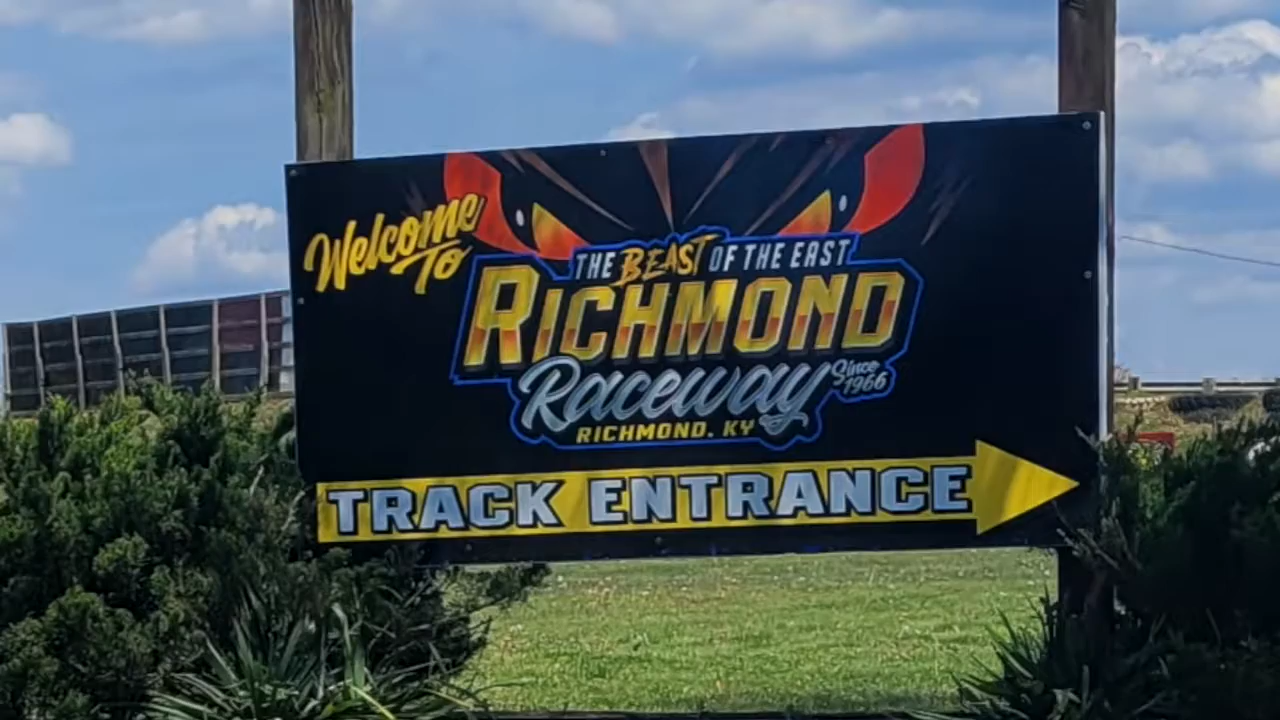 Welcome
To
THE BEAST OF THE EAST
RICHMOND
Raceway
Since
1966
RICHMOND, KY
TRACK ENTRANCE